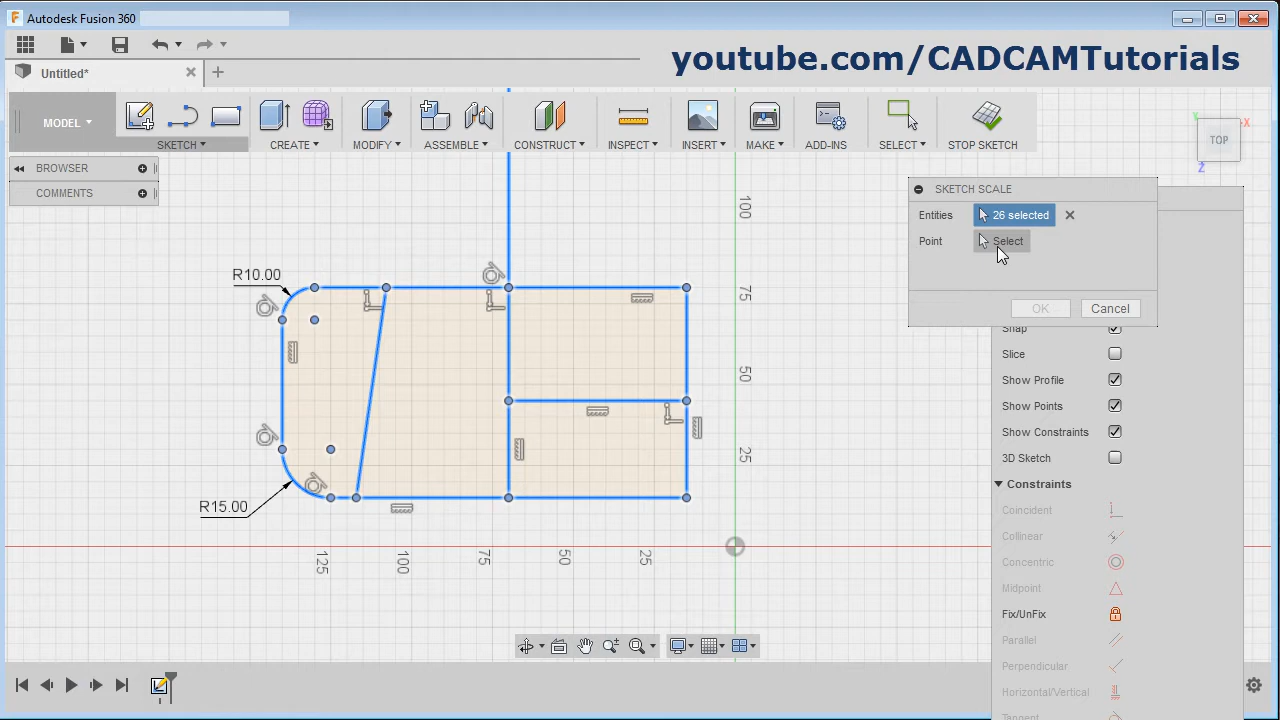 Autodesk Fusion 360
youtube.com/CADCAMTutorials
Untitled*
MODEL
SKETCH
CREATE
MODIFY
ASSEMBLE
CONSTRUCT
INSPECT
INSERT
MAKE
ADD-INS
SELECT
STOP SKETCH
BROWSER
COMMENTS
Y
X
TOP
Z
SKETCH SCALE
Entities
26 selected
Point
Select
OK
Cancel
100
75
50
25
R10.00
R15.00
125
100
75
50
25
Snap
Slice
Show Profile
Show Points
Show Constraints
3D Sketch
Constraints
Coincident
Collinear
Concentric
Midpoint
Fix/UnFix
Parallel
Perpendicular
Horizontal/Vertical
Tangent